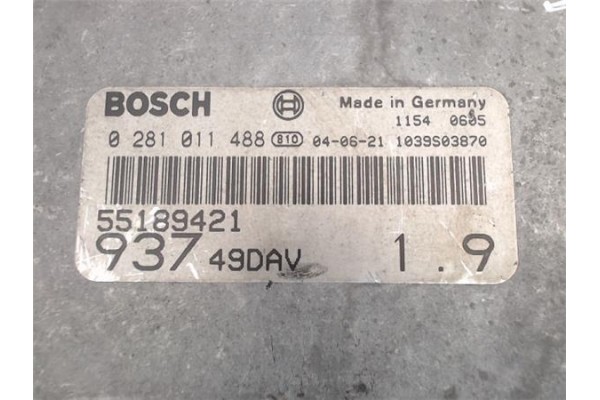 BOSCH Made in Germany
1154 0605
0 281 011 488 810 04-06-21 1039S03870
55189421
937 49DAV 1.9